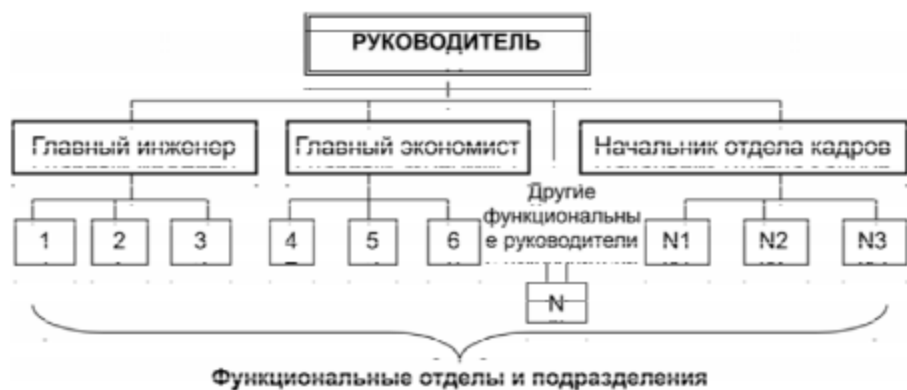 РУКОВОДИТЕЛЬ
Главный инженер
Главный экономист
Начальник отдела кадров
Другие
функциональны
е руководители
1
2
3
4
5
6
N1
N2
N3
N
Функциональные отделы и подразделения